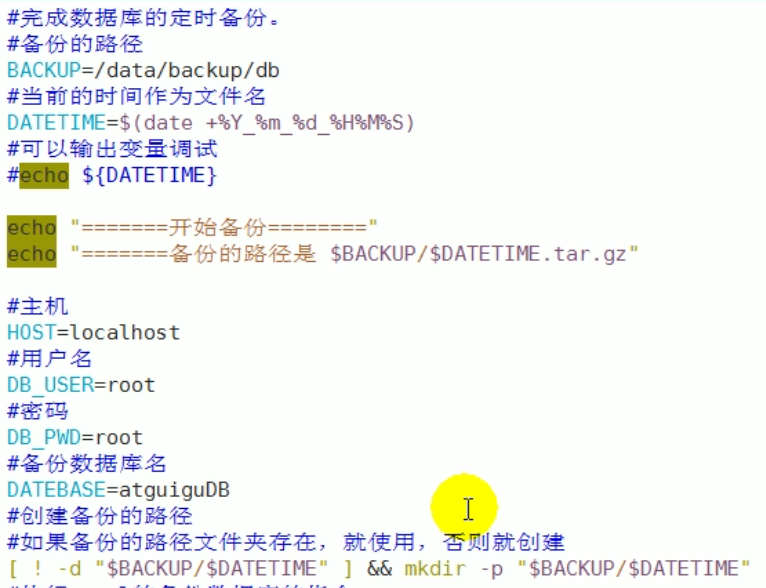 #完成数据库的定时备份。
#备份的路径
BACKUP=/data/backup/db
#当前的时间作为文件名
DATETIME=$(date +%Y_%m_%d_%H%M%S)
#可以输出变量调试
#echo ${DATETIME}
echo "=======开始备份========"
echo "=======备份的路径是 $BACKUP/$DATETIME.tar.gz"
#主机
HOST=localhost
#用户名
DB_USER=root
#密码
DB_PWD=root
#备份数据库名
DATEBASE=atguiguDB
#创建备份的路径
#如果备份的路径文件夹存在，就使用，否则就创建
[ ! -d "$BACKUP/$DATETIME" ] && mkdir -p "$BACKUP/$DATETIME"